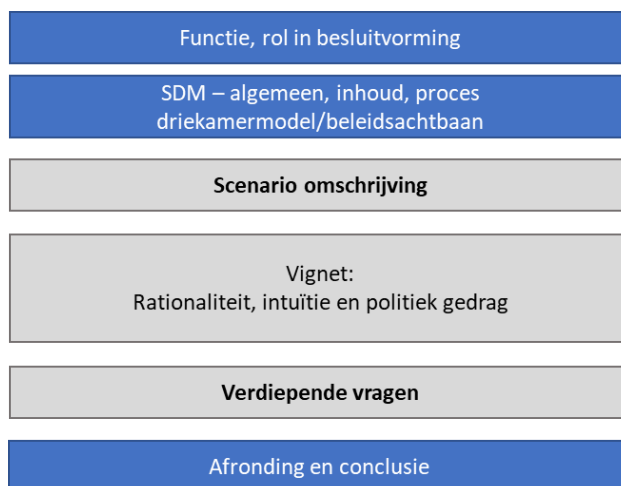 Functie, rol in besluitvorming
SDM – algemeen, inhoud, proces
driekamermodel/beleidsachtbaan
Scenario omschrijving
Vignet:
Rationaliteit, intuïtie en politiek gedrag
Verdiepende vragen
Afronding en conclusie